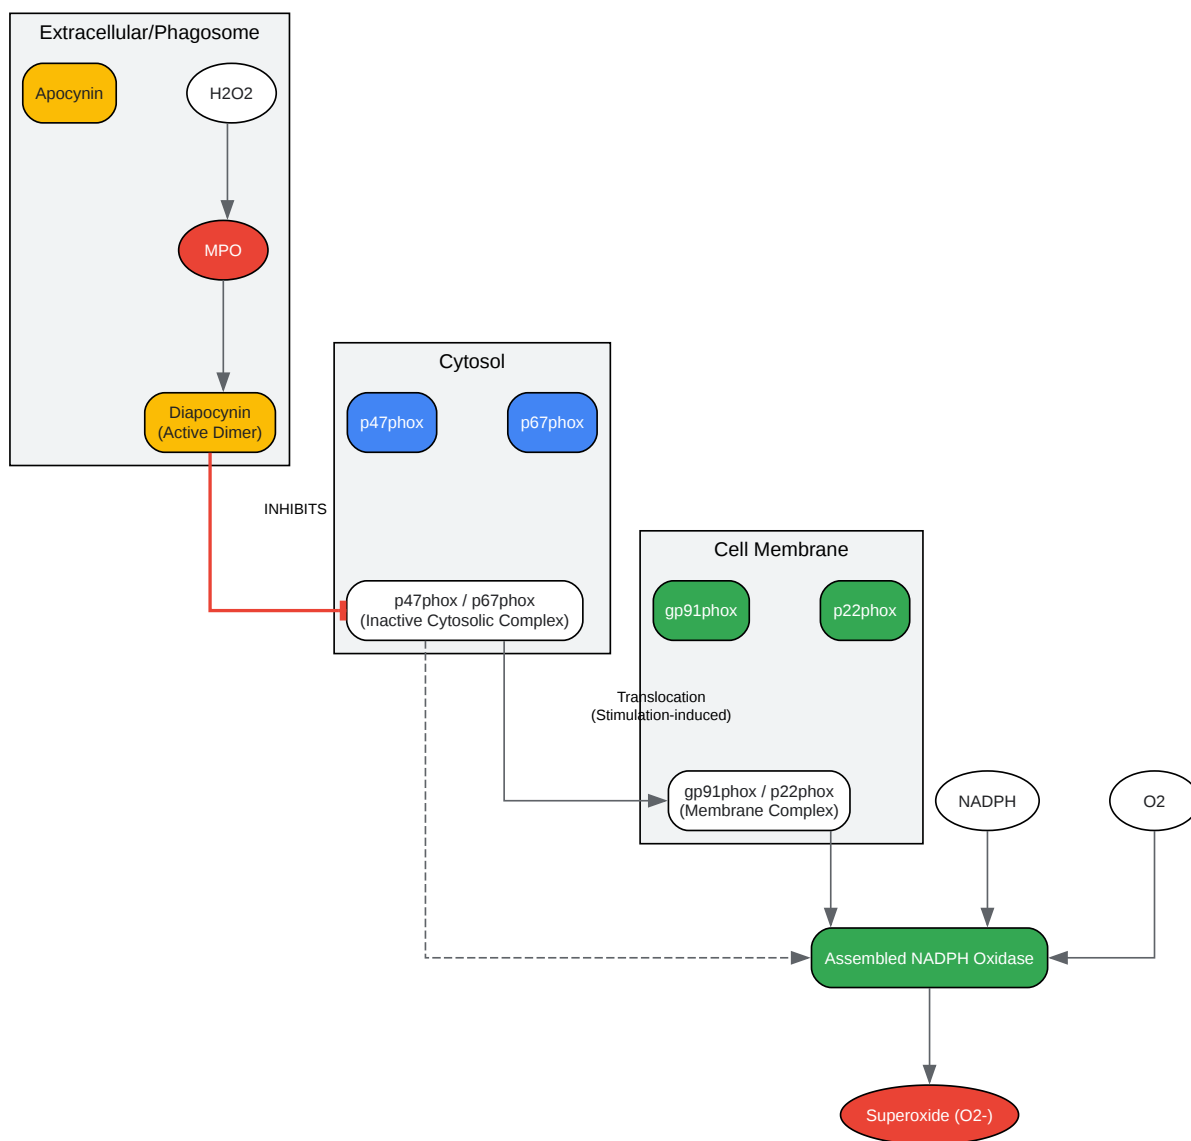 Extracellular/Phagosome
Apocynin
H2O2
MPO
Diapocynin
(Active Dimer)
INHIBITS
Cytosol
p47phox
p67phox
p47phox / p67phox
(Inactive Cytosolic Complex)
Cell Membrane
gp91phox
p22phox
Translocation
(Stimulation-induced)
gp91phox / p22phox
(Membrane Complex)
NADPH
O2
Assembled NADPH Oxidase
Superoxide (O2-)